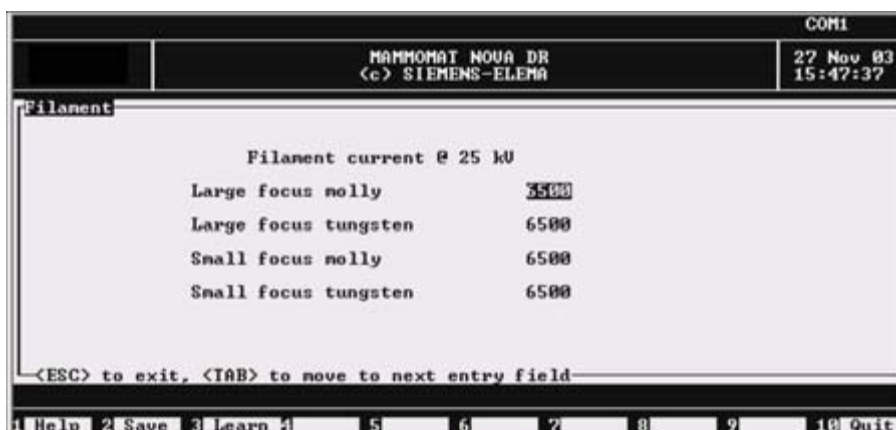 COM1
MAMMOMAT NOVA DR
(c) SIEMENS-ELEMA
27 Nov 03
15:47:37
Filament
Filament current @ 25 kV
Large focus molly 6500
Large focus tungsten 6500
Small focus molly 6500
Small focus tungsten 6500
<ESC> to exit, <TAB> to move to next entry field
1 Help 2 Save 3 Learn 4 5 6 7 8 9 10 Quit